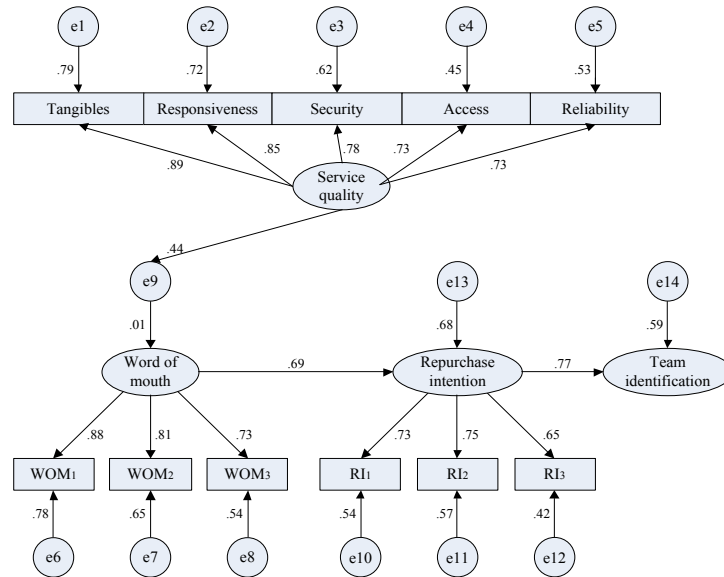 e1 e2 e3 e4 e5
.79 .72 .62 .45 .53
Tangibles Responsiveness Security Access Reliability
.89 .85 .78 .73 .73
Service
quality
.44
e9 e13 e14
.01 .68 .59
Word of
mouth
.69
Repurchase
intention
.77
Team
identification
.88 .81 .73 .73 .75 .65
WOM1 WOM2 WOM3 RI1 RI2 RI3
.78 .65 .54 .54 .57 .42
e6 e7 e8 e10 e11 e12